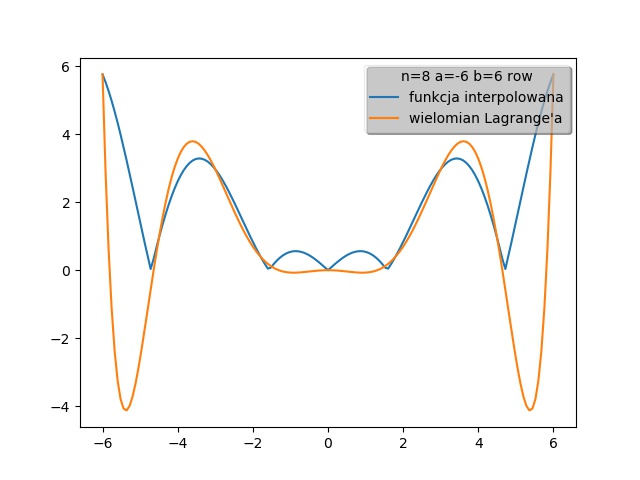 n=8 a=-6 b=6 row
funkcja interpolowana
wielomian Lagrange'a
6
4
2
0
−2
−4
−6 −4 −2 0 2 4 6